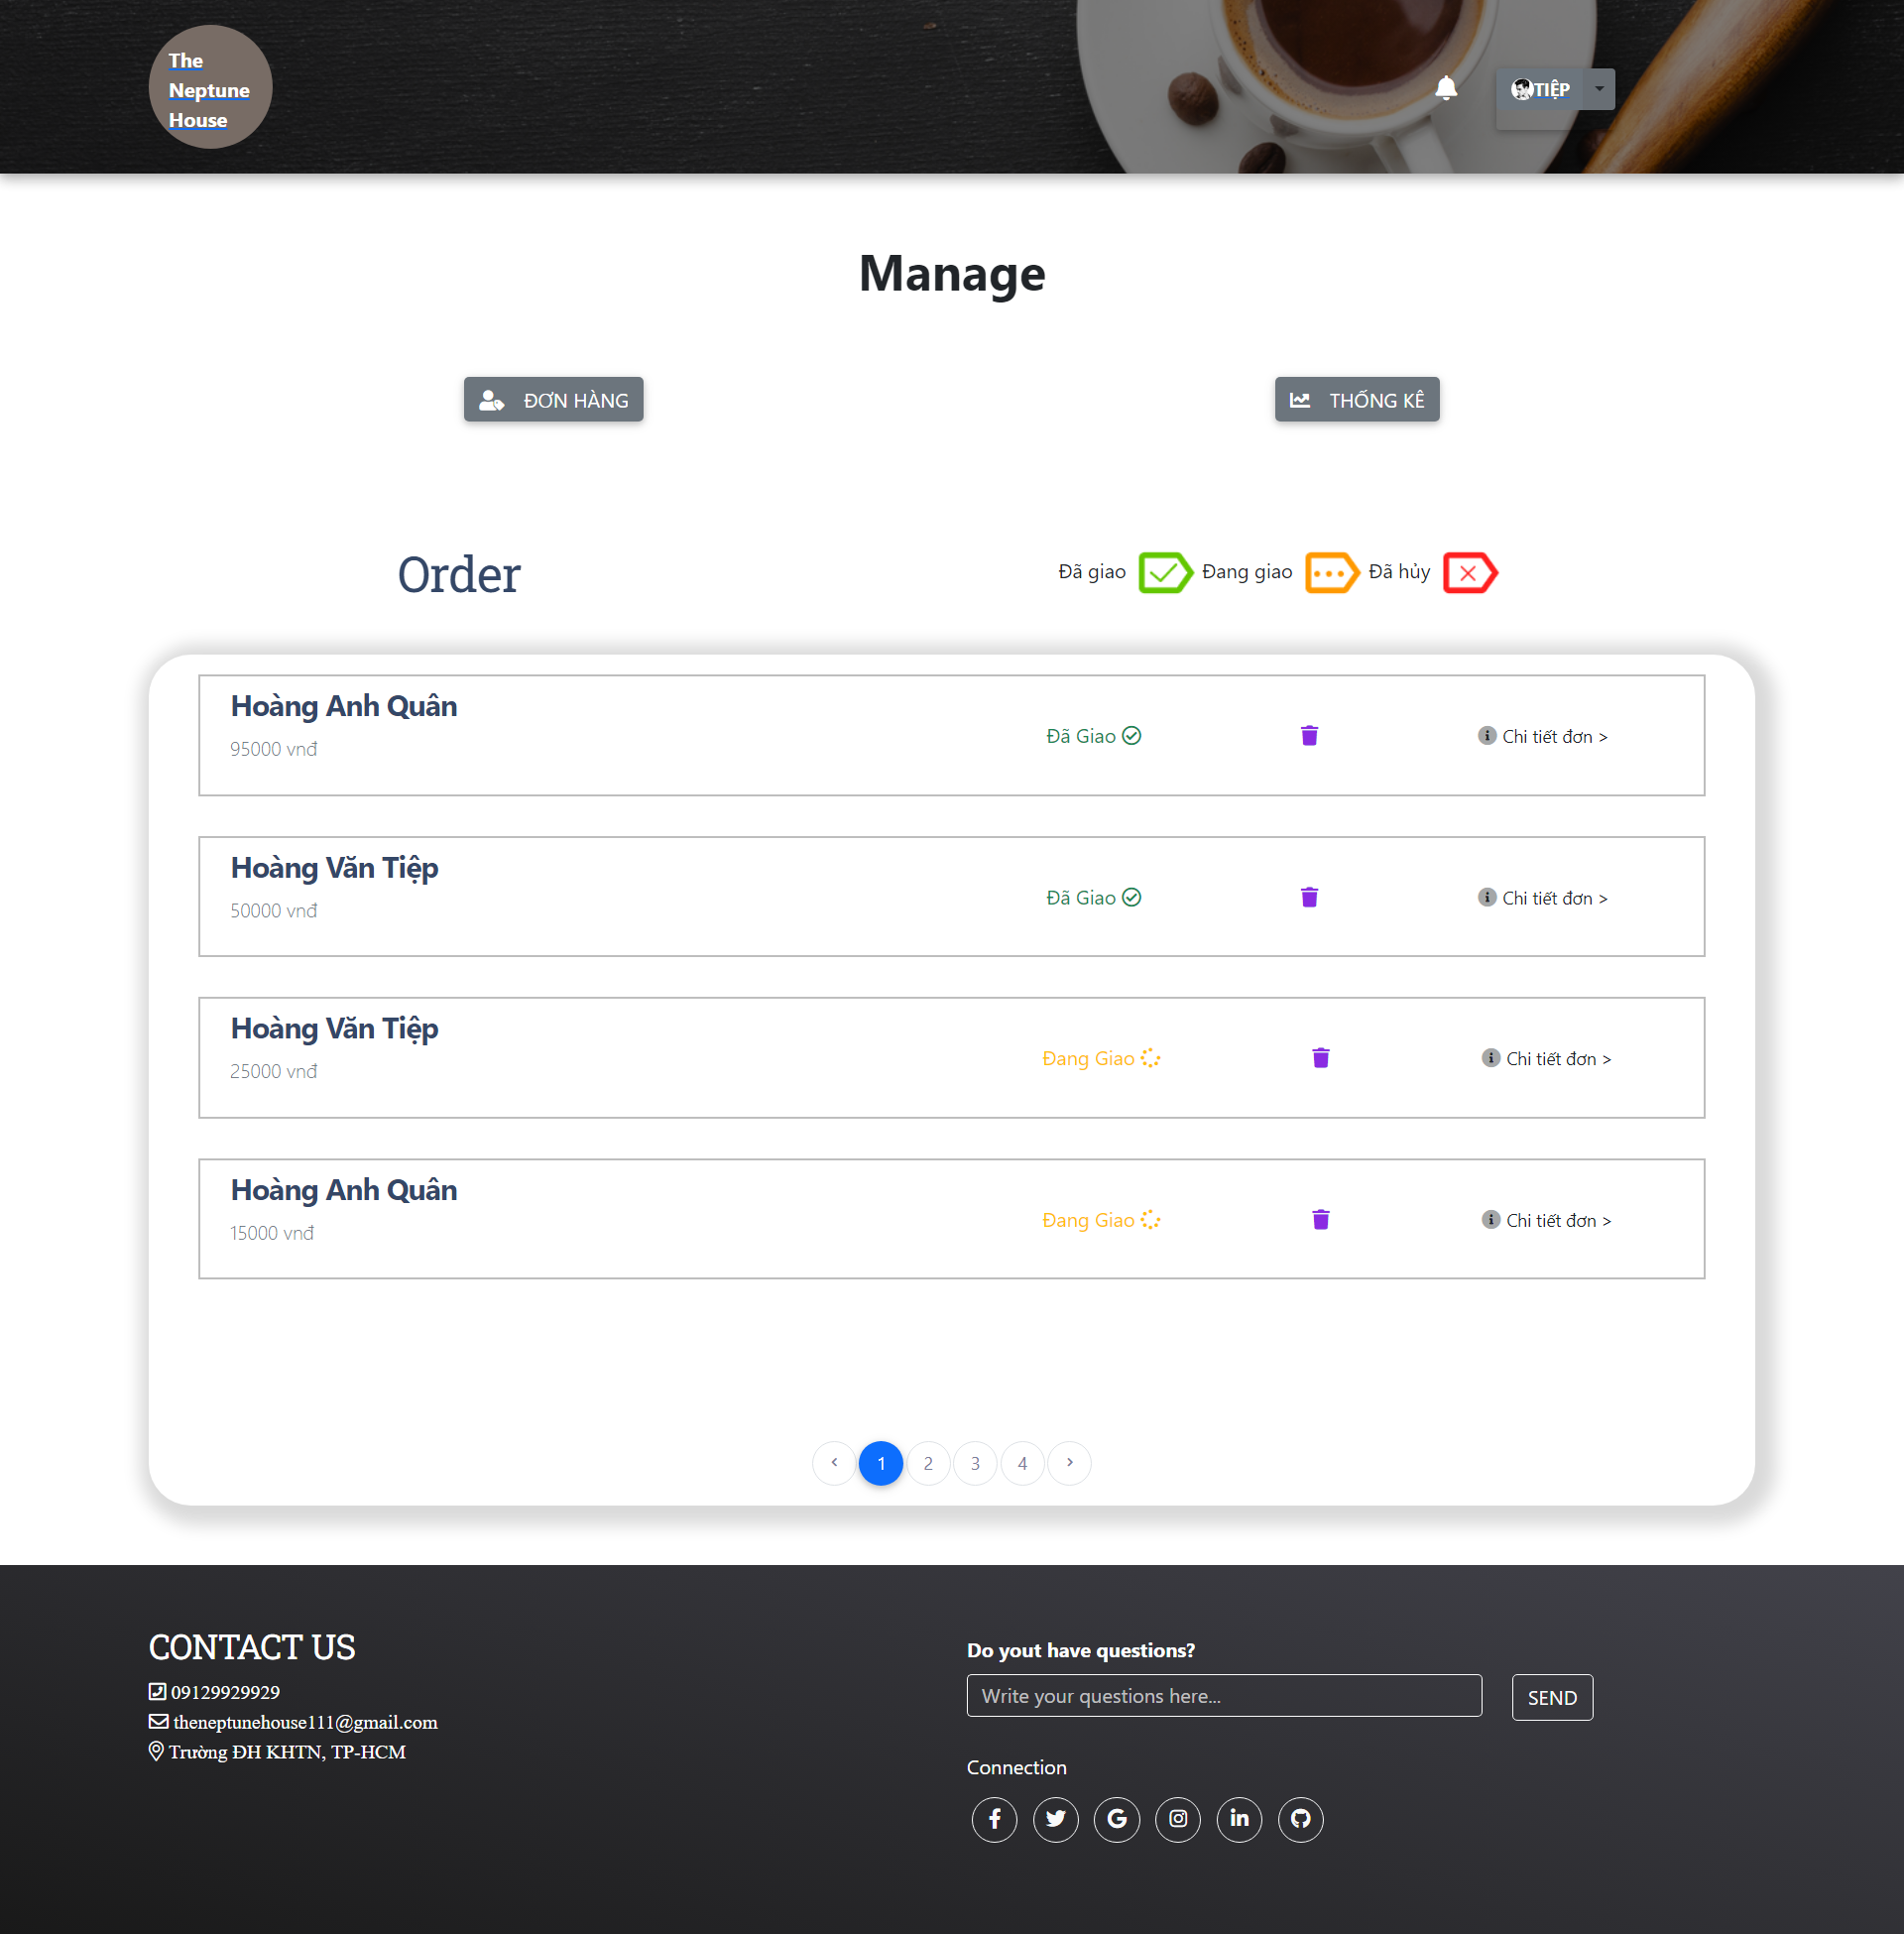 The
Neptune
House
TIỆP
Manage
ĐƠN HÀNG
THỐNG KÊ
Order
Đã giao Đang giao Đã hủy
Hoàng Anh Quân
95000 vnđ
Đã Giao
Chi tiết đơn >
Hoàng Văn Tiệp
50000 vnđ
Đã Giao
Chi tiết đơn >
Hoàng Văn Tiệp
25000 vnđ
Đang Giao
Chi tiết đơn >
Hoàng Anh Quân
15000 vnđ
Đang Giao
Chi tiết đơn >
‹ 1 2 3 4 ›
CONTACT US
09129929929
theneptunehouse111@gmail.com
Trường ĐH KHTN, TP-HCM
Do yout have questions?
Write your questions here...
SEND
Connection